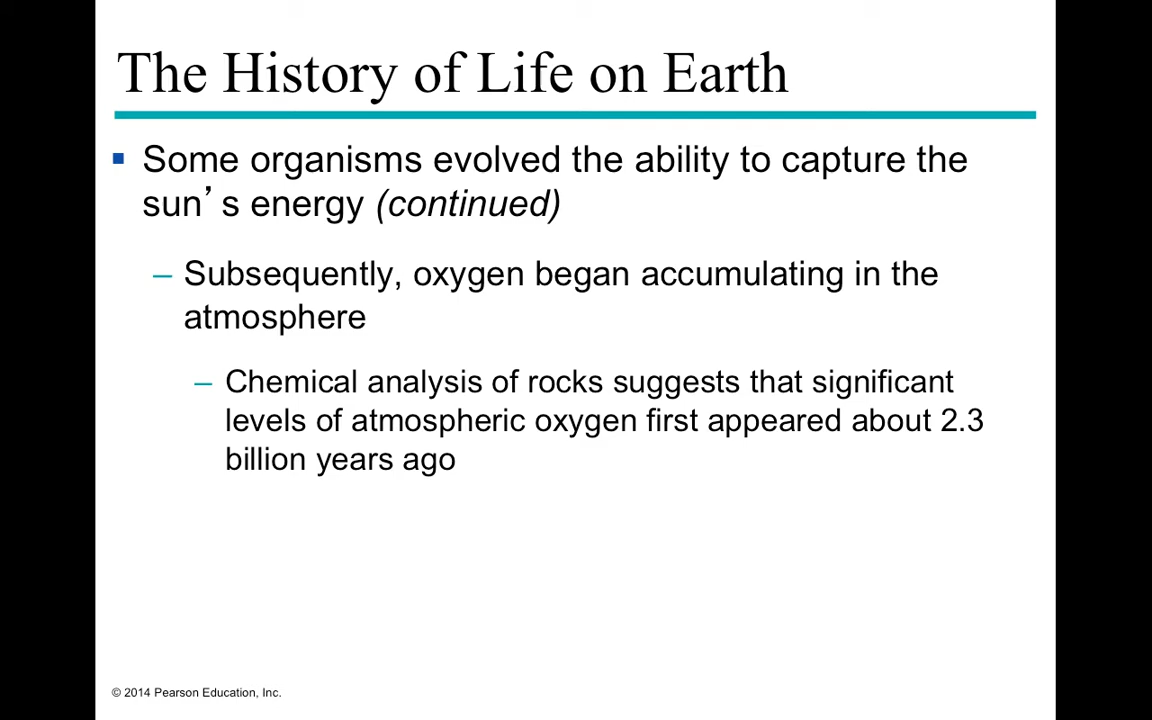 The History of Life on Earth
▪ Some organisms evolved the ability to capture the
sun’s energy (continued)
– Subsequently, oxygen began accumulating in the
atmosphere
– Chemical analysis of rocks suggests that significant
levels of atmospheric oxygen first appeared about 2.3
billion years ago
© 2014 Pearson Education, Inc.